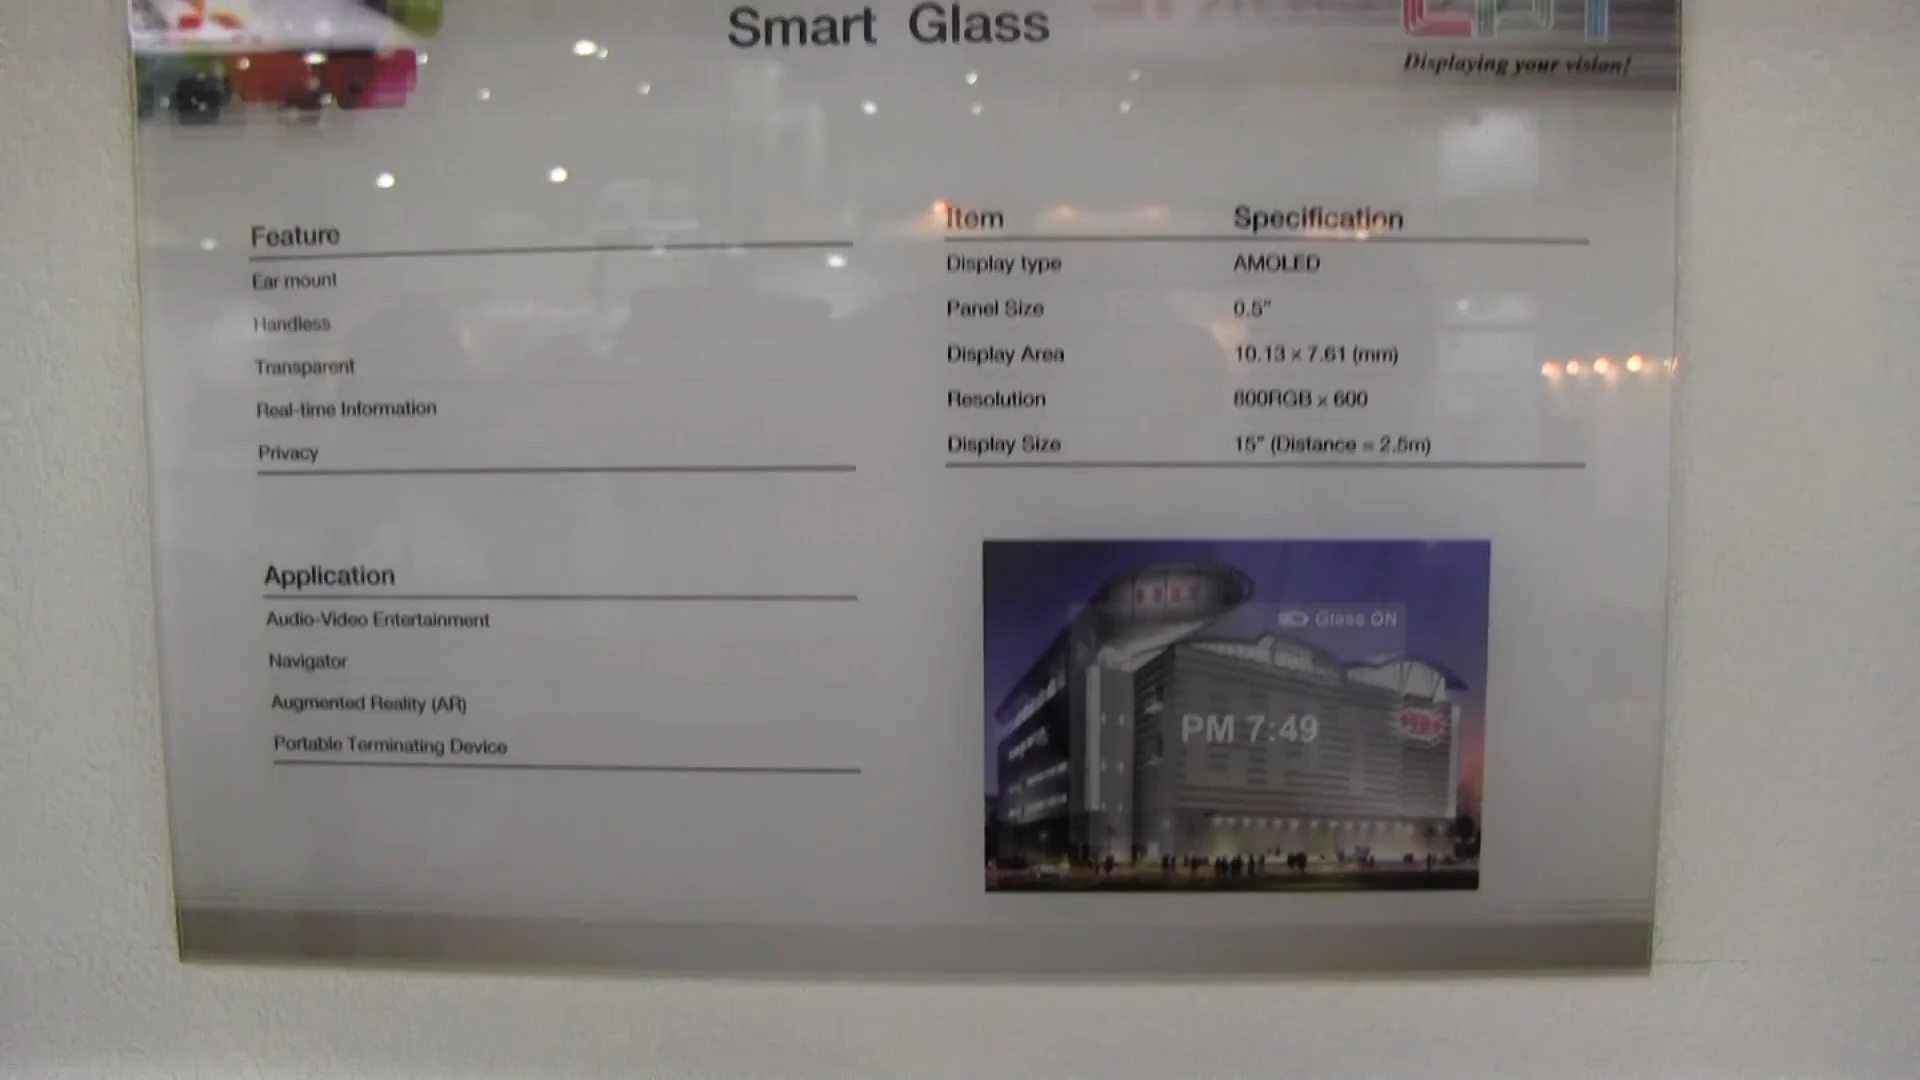 Smart Glass
Displaying your vision!
Feature
Ear mount
Handless
Transparent
Real-time Information
Privacy
Item Specification
Display type AMOLED
Panel Size 0.5"
Display Area 10.13 x 7.61 (mm)
Resolution 800RGB x 600
Display Size 15" (Distance = 2.5m)
Application
Audio-Video Entertainment
Navigator
Augmented Reality (AR)
Portable Terminating Device
Glass ON
PM 7:49